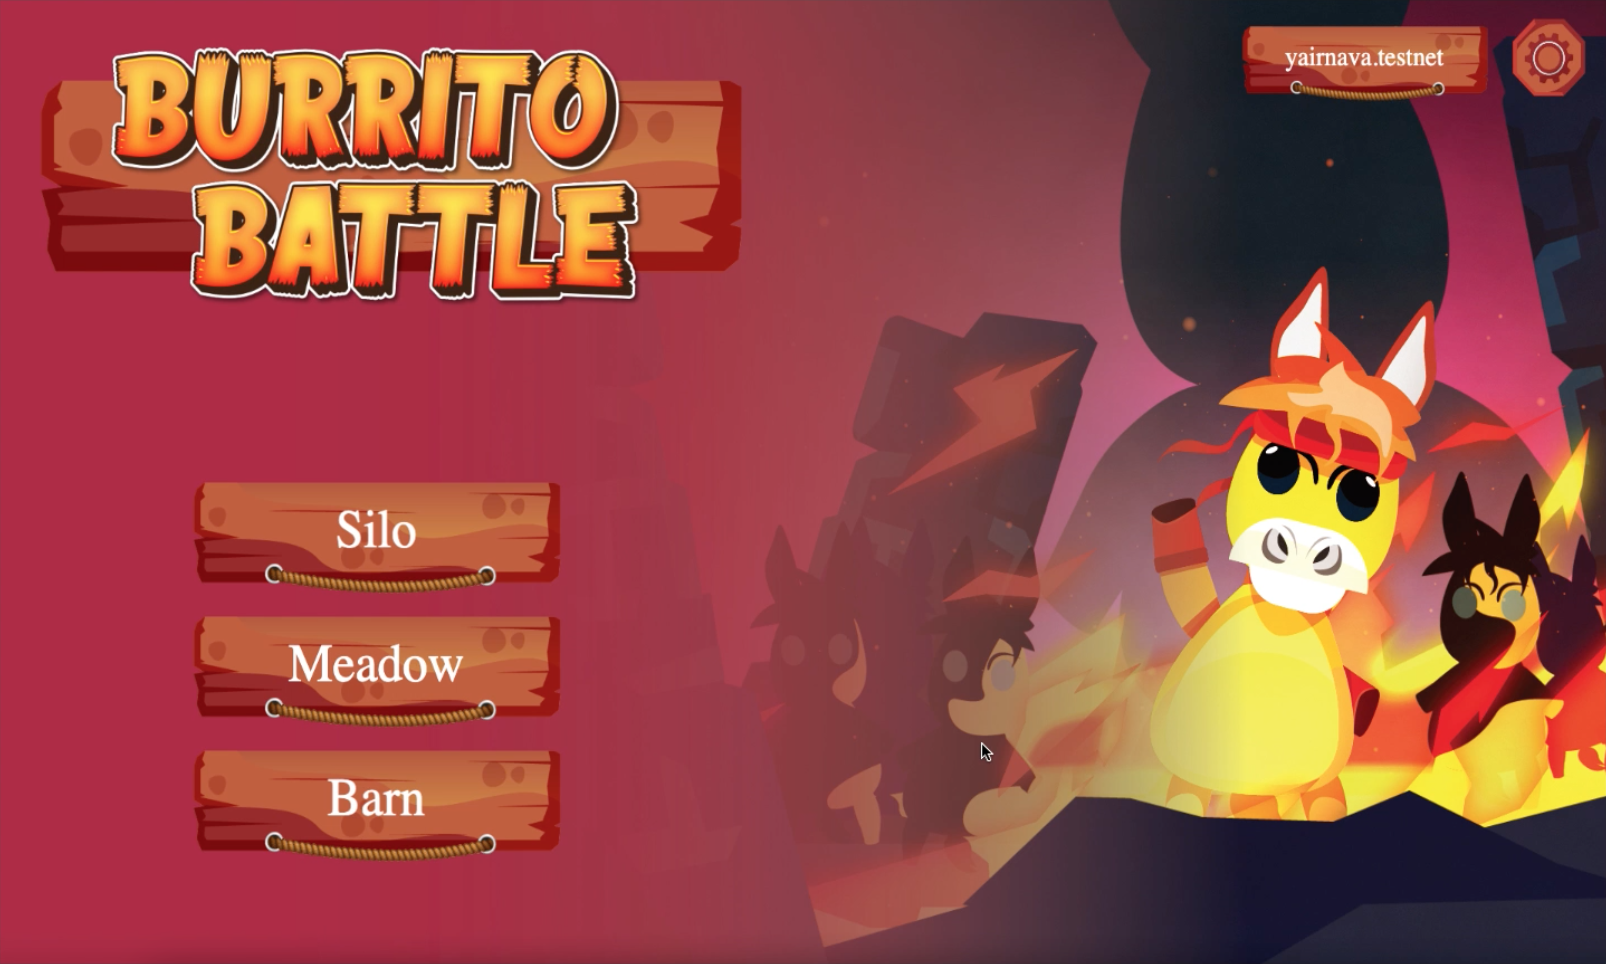 BURRITO
BATTLE
yairnava.testnet
Silo
Meadow
Barn